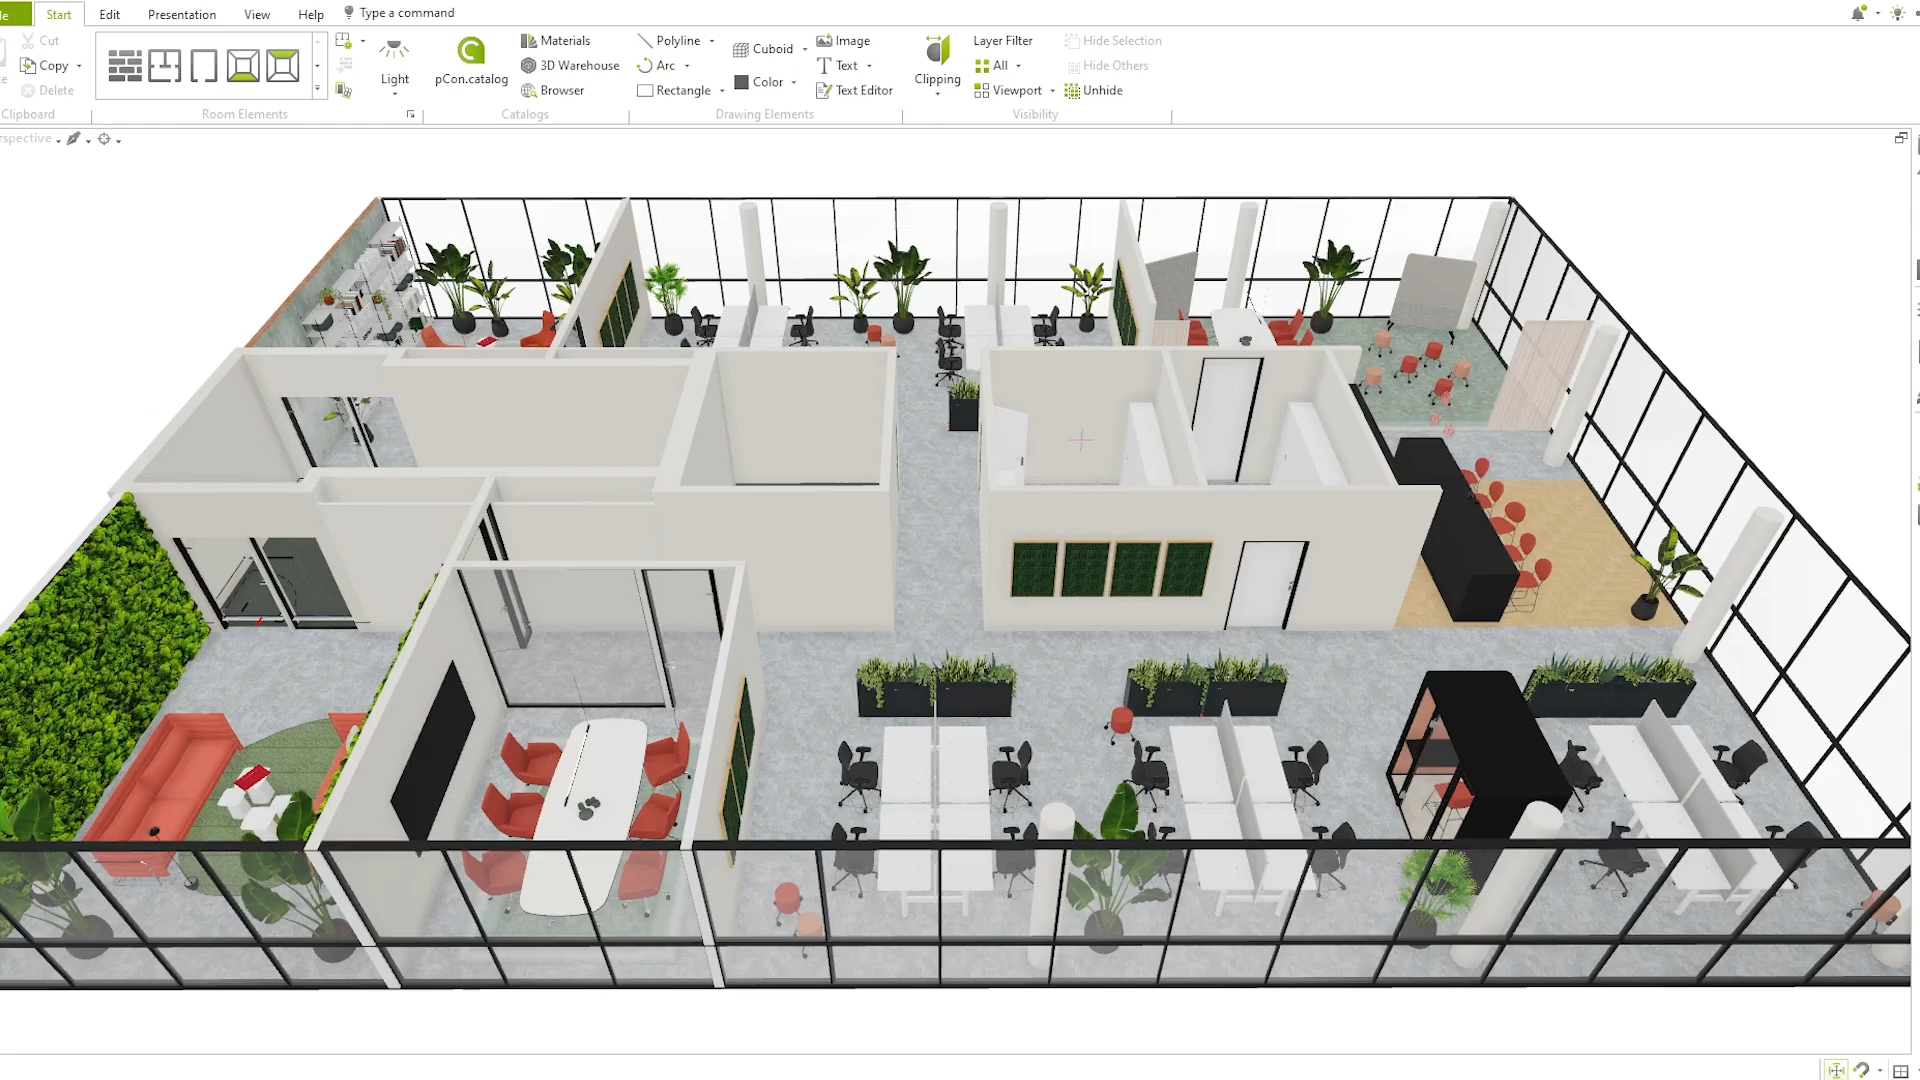 Start Edit Presentation View Help Type a command
Cut
Copy
Delete
Clipboard
Room Elements
Light
pCon.catalog
Materials
3D Warehouse
Browser
Catalogs
Polyline
Arc
Rectangle
Cuboid
Color
Image
Text
Text Editor
Drawing Elements
Clipping
Layer Filter
All
Viewport
Hide Selection
Hide Others
Unhide
Visibility
rspective